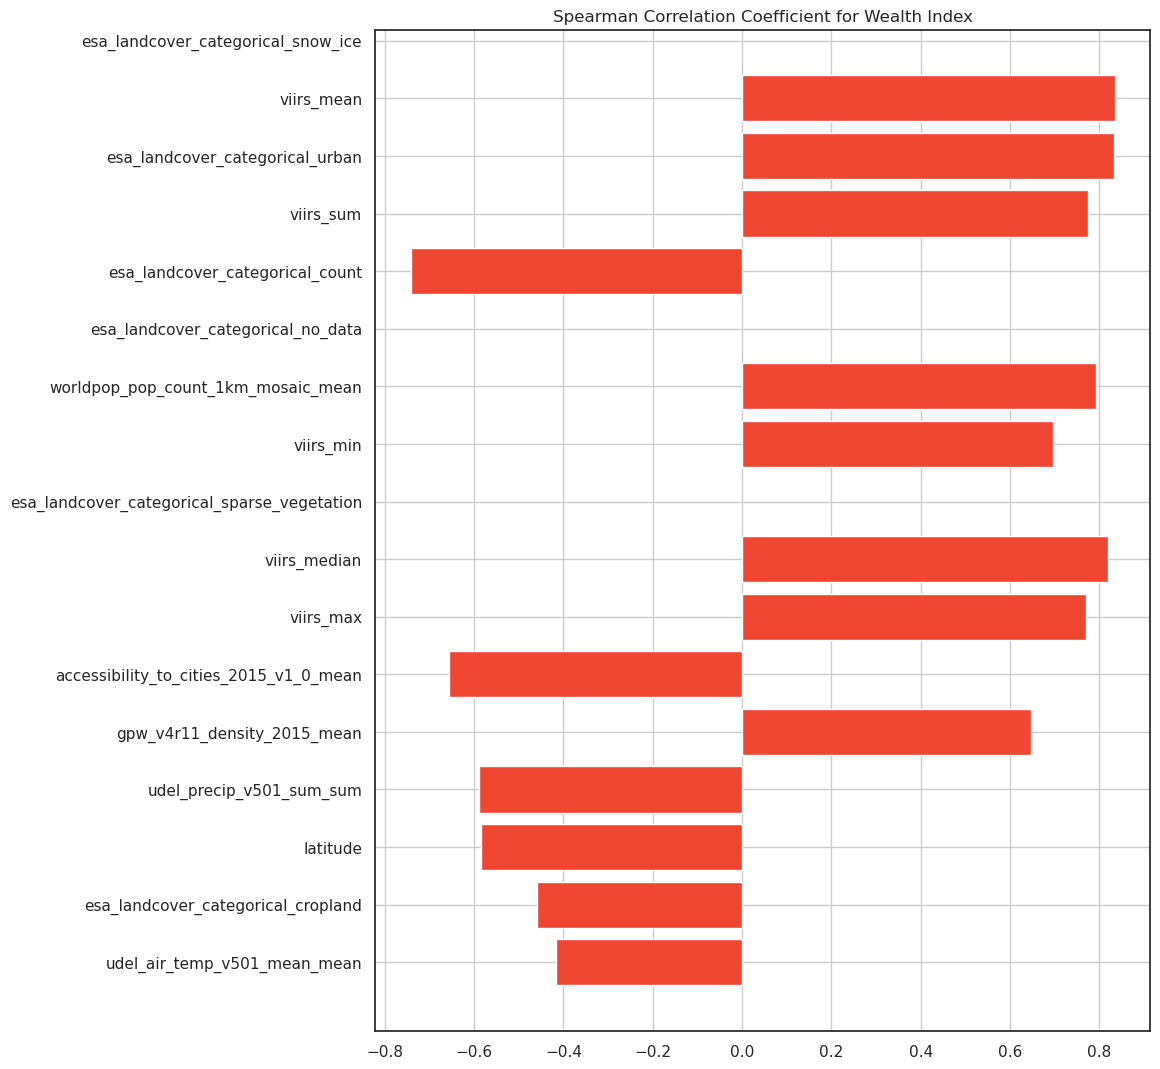 Spearman Correlation Coefficient for Wealth Index
esa_landcover_categorical_snow_ice
viirs_mean
esa_landcover_categorical_urban
viirs_sum
esa_landcover_categorical_count
esa_landcover_categorical_no_data
worldpop_pop_count_1km_mosaic_mean
viirs_min
esa_landcover_categorical_sparse_vegetation
viirs_median
viirs_max
accessibility_to_cities_2015_v1_0_mean
gpw_v4r11_density_2015_mean
udel_precip_v501_sum_sum
latitude
esa_landcover_categorical_cropland
udel_air_temp_v501_mean_mean
−0.8 −0.6 −0.4 −0.2 0.0 0.2 0.4 0.6 0.8